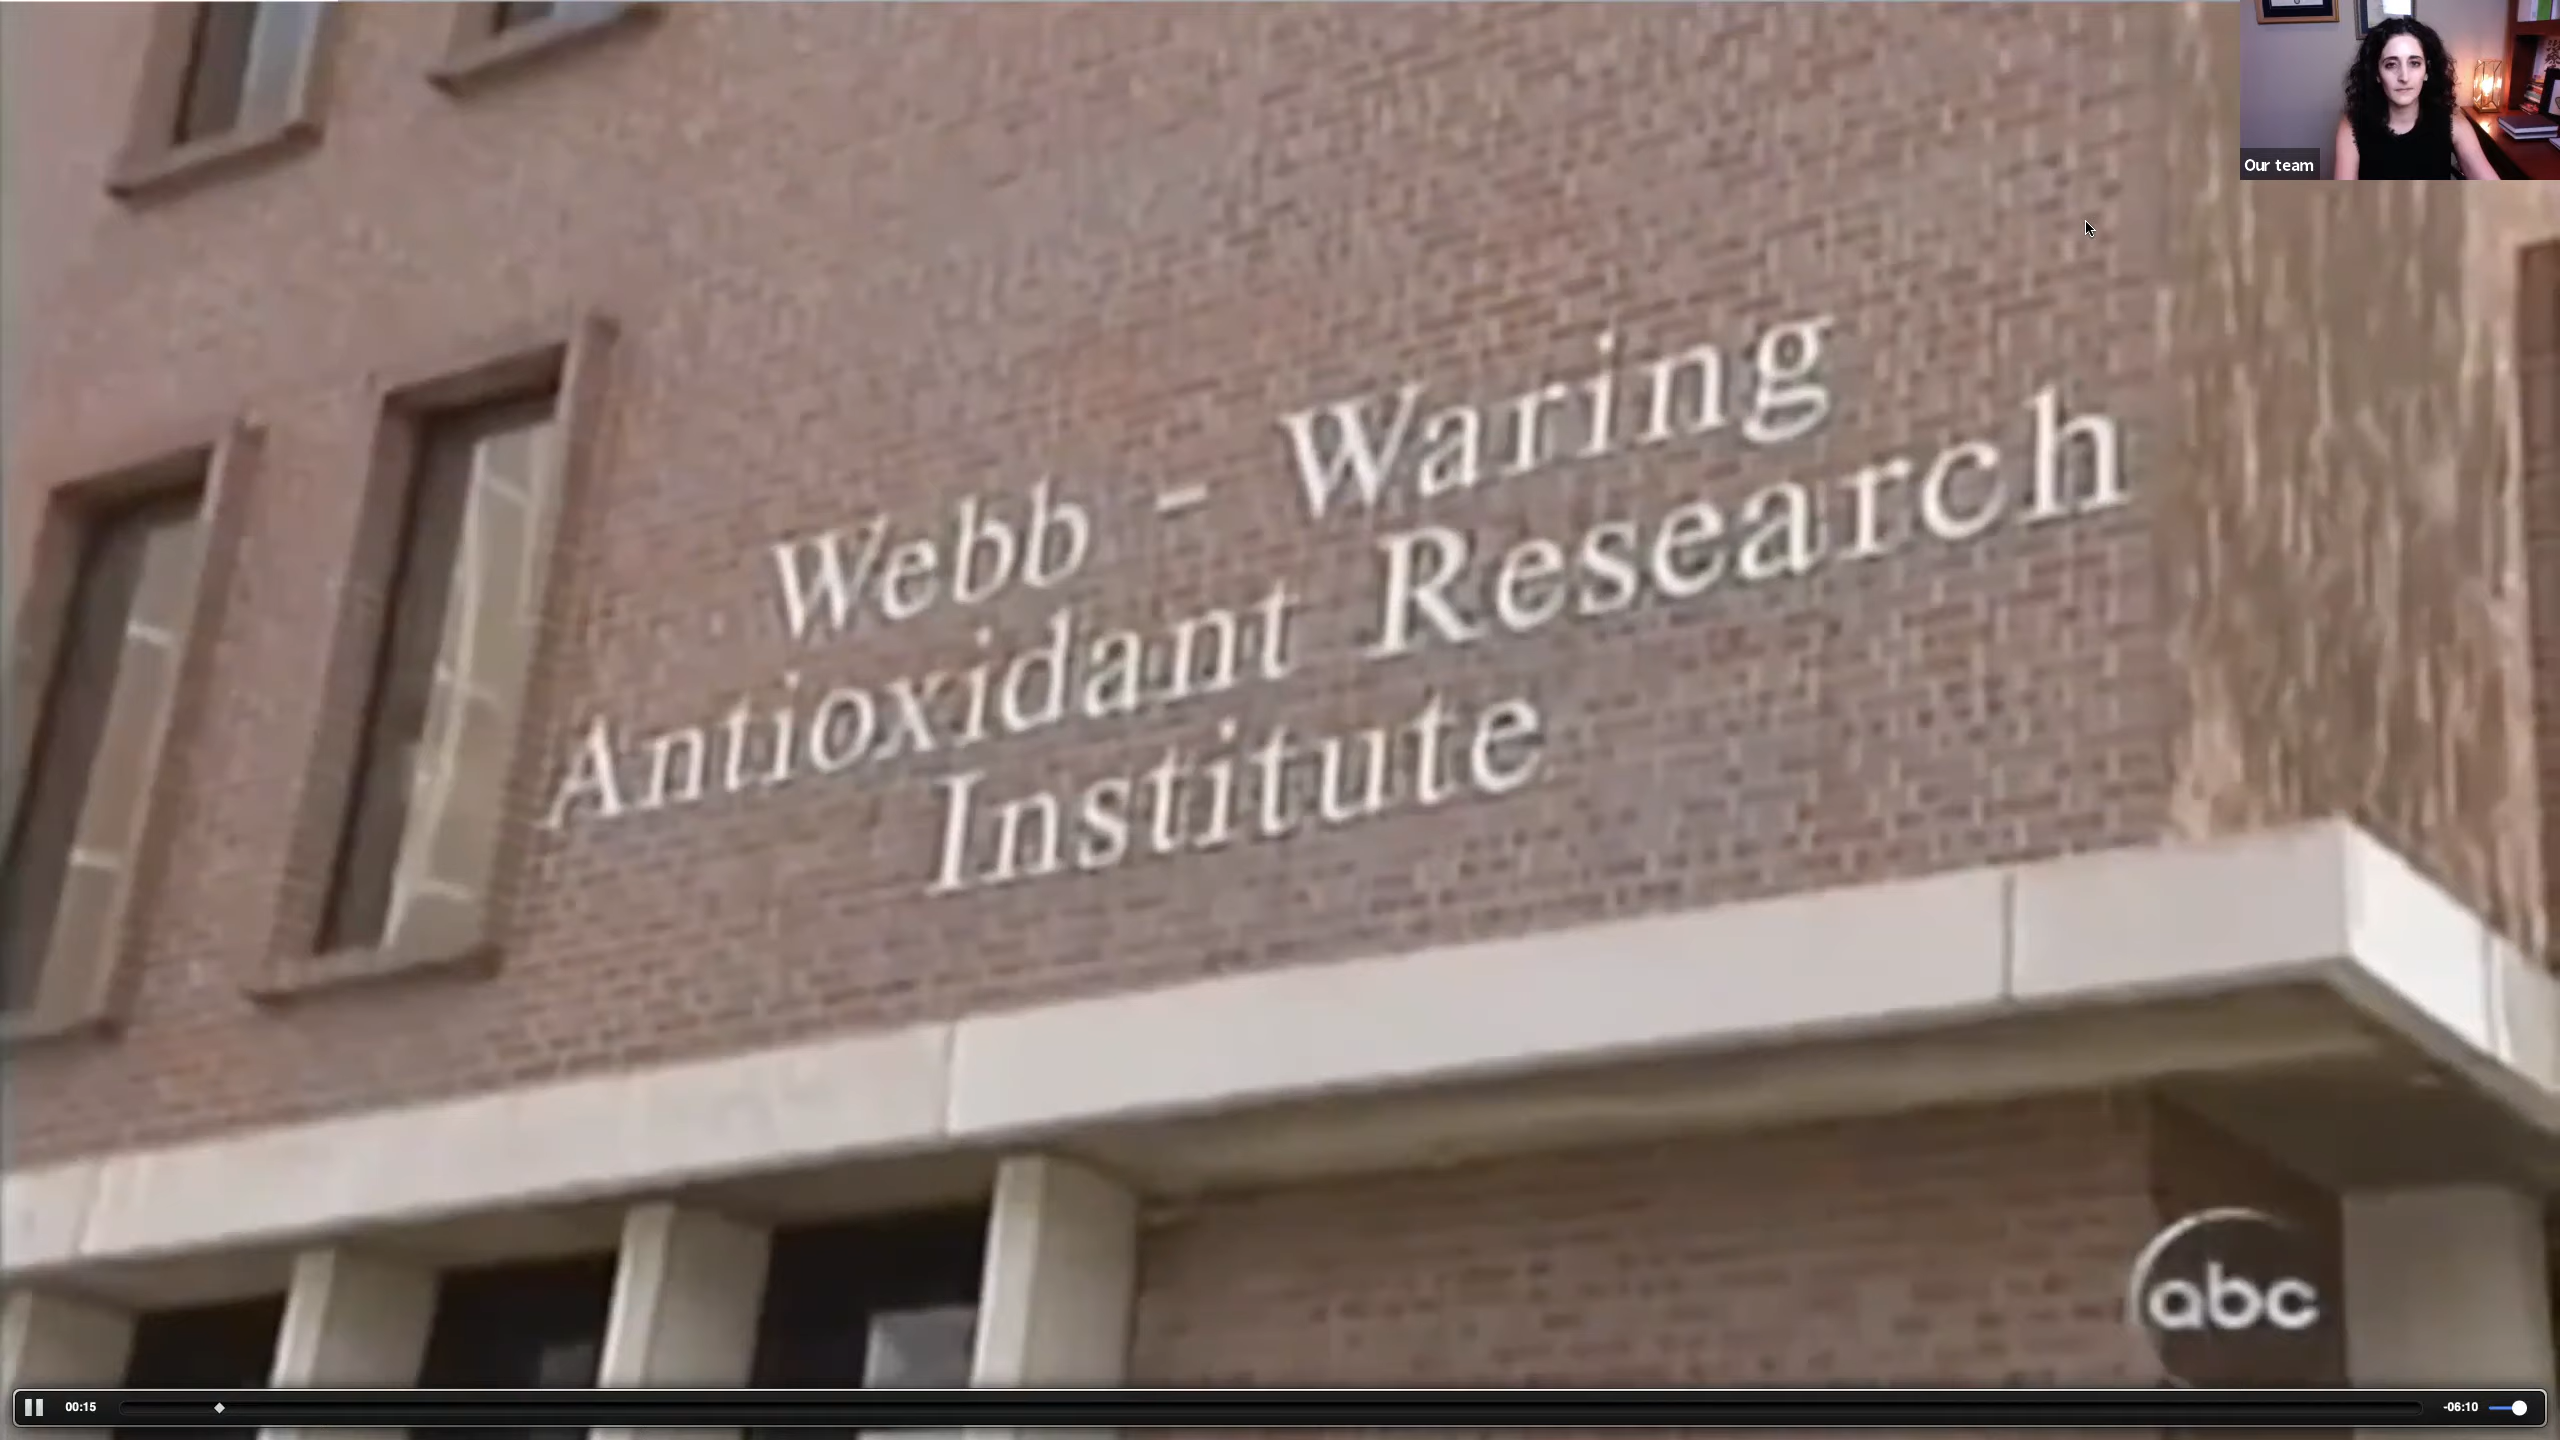 Our team
Webb - Waring
Antioxidant Research
Institute
abc
00:15
-06:10